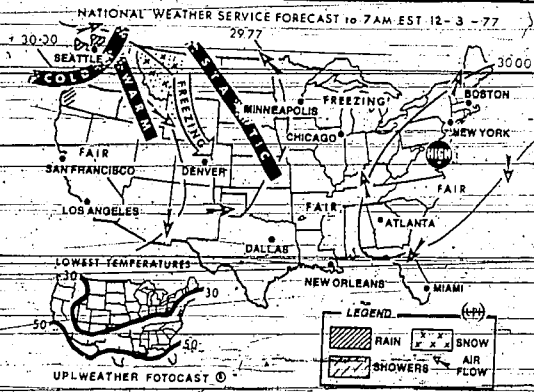 NATIONAL WEATHER SERVICE FORECAST to 7AM EST 12-3-77
30.00
29.77
SEATTLE
30.00
COLD
WARM
FREEZING
STATIC
MINNEAPOLIS
FREEZING
BOSTON
NEW YORK
CHICAGO
HIGH
FAIR
SAN FRANCISCO
DENVER
FAIR
FAIR
LOS ANGELES
ATLANTA
DALLAS
LOWEST TEMPERATURES
NEW ORLEANS
MIAMI
30
30
50
50
LEGEND
(UPI)
RAIN
SNOW
SHOWERS
AIR FLOW
UPI WEATHER FOTOCAST ®